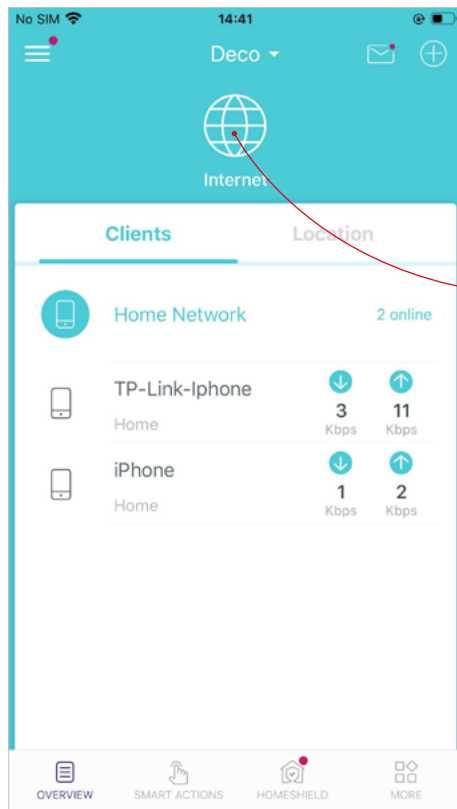 No SIM 14:41
Deco
Internet
Clients Location
Home Network 2 online
TP-Link-Iphone
Home
3 11
Kbps Kbps
iPhone
Home
1 2
Kbps Kbps
OVERVIEW SMART ACTIONS HOMESHIELD MORE